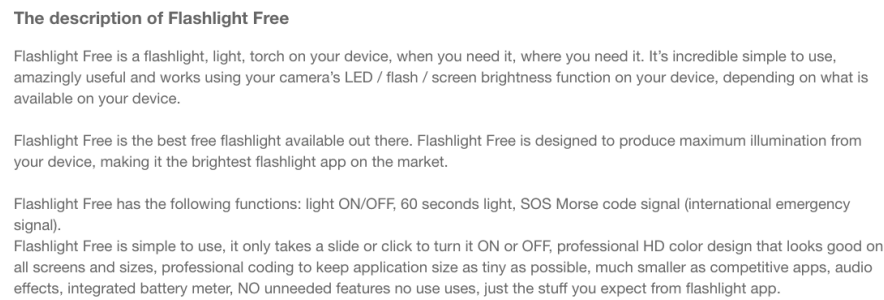 The description of Flashlight Free
Flashlight Free is a flashlight, light, torch on your device, when you need it, where you need it. It's incredible simple to use,
amazingly useful and works using your camera's LED / flash / screen brightness function on your device, depending on what is
available on your device.
Flashlight Free is the best free flashlight available out there. Flashlight Free is designed to produce maximum illumination from
your device, making it the brightest flashlight app on the market.
Flashlight Free has the following functions: light ON/OFF, 60 seconds light, SOS Morse code signal (international emergency
signal).
Flashlight Free is simple to use, it only takes a slide or click to turn it ON or OFF, professional HD color design that looks good on
all screens and sizes, professional coding to keep application size as tiny as possible, much smaller as competitive apps, audio
effects, integrated battery meter, NO unneeded features no use uses, just the stuff you expect from flashlight app.